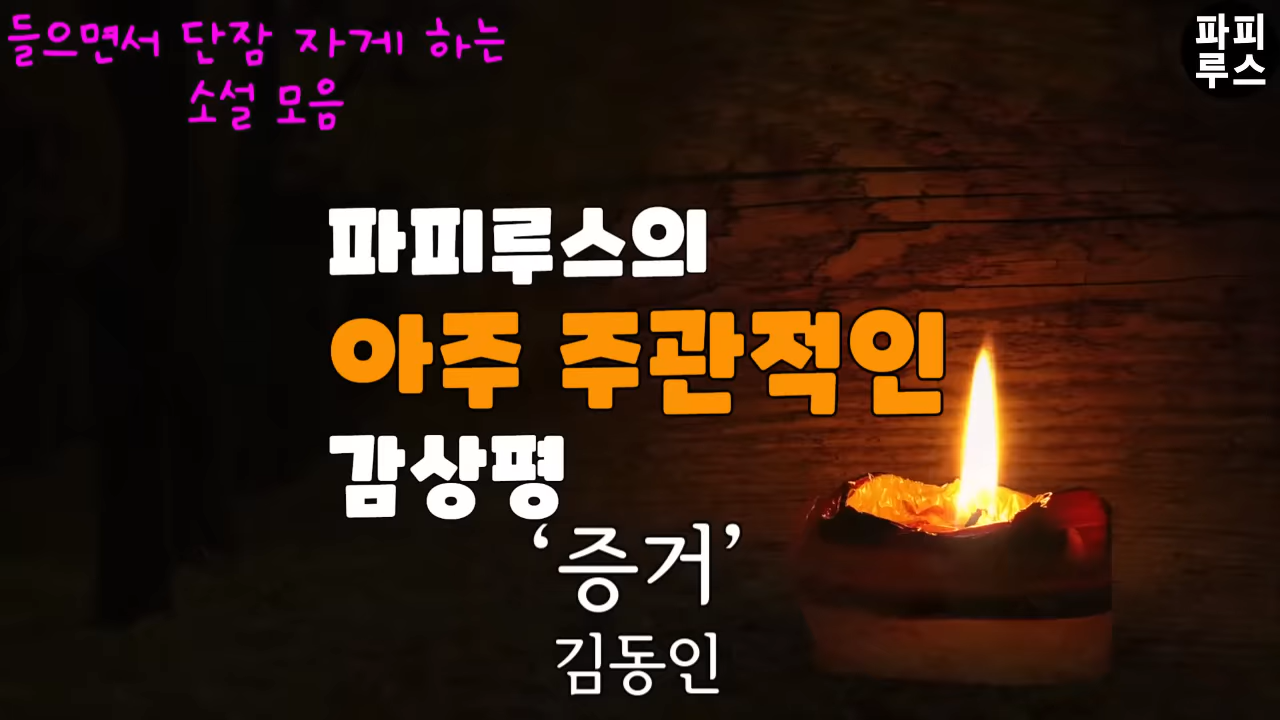 들으면서 단잠 자게 하는
소설 모음
파피
루스
파피루스의
아주 주관적인
감상평
‘증거’
김동인